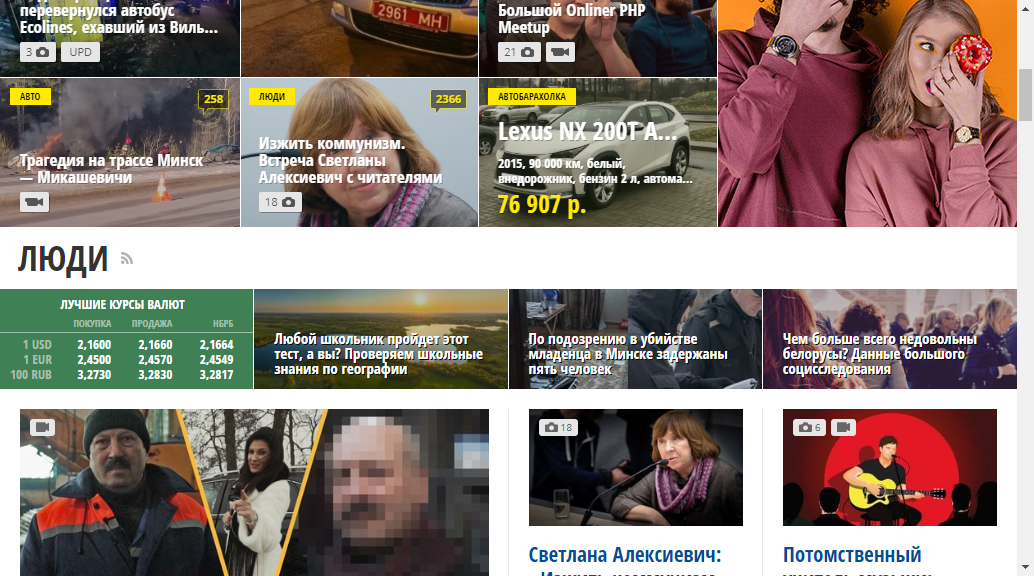 перевернулся автобус
Ecolines, ехавший из Виль...
3
UPD
2961 MH
Большой Onliner PHP
Meetup
21
АВТО
258
Трагедия на трассе Минск
— Микашевичи
ЛЮДИ
2366
Изжить коммунизм.
Встреча Светланы
Алексиевич с читателями
18
АВТОБАРАХОЛКА
Lexus NX 200T A...
2015, 90 000 км, белый,
внедорожник, бензин 2 л, автома...
76 907 р.
ЛЮДИ
ЛУЧШИЕ КУРСЫ ВАЛЮТ
ПОКУПКА ПРОДАЖА НБРБ
1 USD 2,1600 2,1660 2,1664
1 EUR 2,4500 2,4570 2,4549
100 RUB 3,2730 3,2830 3,2817
Любой школьник пройдет этот
тест, а вы? Проверяем школьные
знания по географии
По подозрению в убийстве
младенца в Минске задержаны
пять человек
Чем больше всего недовольны
белорусы? Данные большого
социсследования
18
6
Светлана Алексиевич:
Потомственный